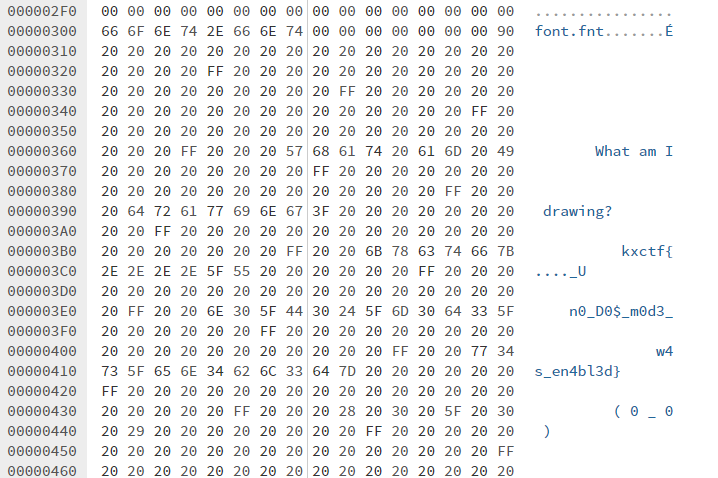 000002F0 00 00 00 00 00 00 00 00 00 00 00 00 00 00 00 00 ................
00000300 66 6F 6E 74 2E 66 6E 74 00 00 00 00 00 00 00 90 font.fnt.......É
00000310 20 20 20 20 20 20 20 20 20 20 20 20 20 20 20 20
00000320 20 20 20 20 FF 20 20 20 20 20 20 20 20 20 20 20
00000330 20 20 20 20 20 20 20 20 20 FF 20 20 20 20 20 20
00000340 20 20 20 20 20 20 20 20 20 20 20 20 20 20 FF 20
00000350 20 20 20 20 20 20 20 20 20 20 20 20 20 20 20 20
00000360 20 20 20 FF 20 20 20 57 68 61 74 20 61 6D 20 49 What am I
00000370 20 20 20 20 20 20 20 20 FF 20 20 20 20 20 20 20
00000380 20 20 20 20 20 20 20 20 20 20 20 20 20 FF 20 20
00000390 20 64 72 61 77 69 6E 67 3F 20 20 20 20 20 20 20 drawing?
000003A0 20 20 FF 20 20 20 20 20 20 20 20 20 20 20 20 20
000003B0 20 20 20 20 20 20 20 FF 20 20 6B 78 63 74 66 7B kxctf{
000003C0 2E 2E 2E 2E 5F 55 20 20 20 20 20 20 FF 20 20 20 ...._U
000003D0 20 20 20 20 20 20 20 20 20 20 20 20 20 20 20 20
000003E0 20 FF 20 20 6E 30 5F 44 30 24 5F 6D 30 64 33 5F n0_D0$_m0d3_
000003F0 20 20 20 20 20 20 FF 20 20 20 20 20 20 20 20 20
00000400 20 20 20 20 20 20 20 20 20 20 20 FF 20 20 77 34 w4
00000410 73 5F 65 6E 34 62 6C 33 64 7D 20 20 20 20 20 20 s_en4bl3d}
00000420 FF 20 20 20 20 20 20 20 20 20 20 20 20 20 20 20
00000430 20 20 20 20 20 FF 20 20 20 28 20 30 20 5F 20 30 ( 0 _ 0
00000440 20 29 20 20 20 20 20 20 20 20 FF 20 20 20 20 20 )
00000450 20 20 20 20 20 20 20 20 20 20 20 20 20 20 20 FF
00000460 20 20 20 20 20 20 20 20 20 20 20 20 20 20 20 20